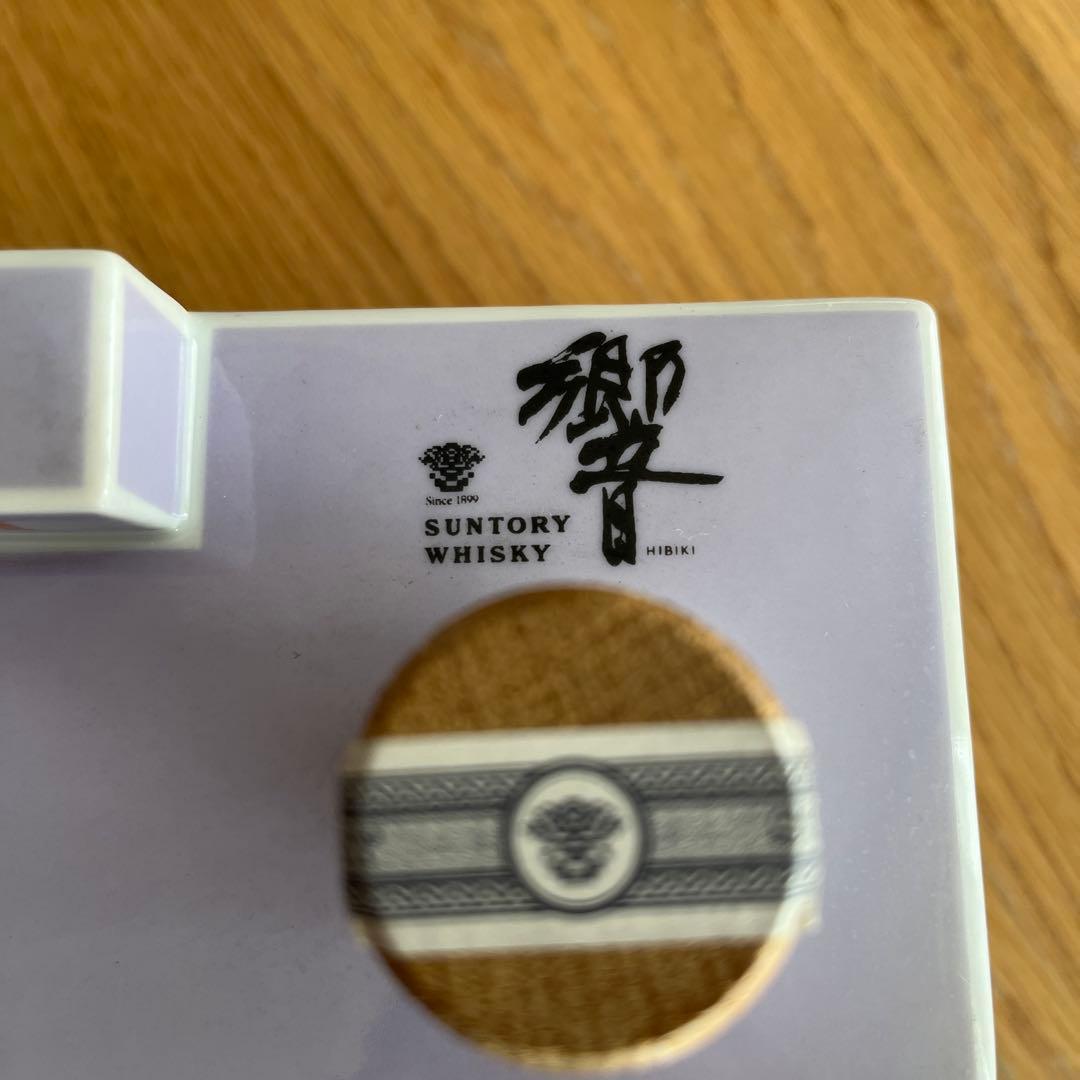 響
Since 1899
SUNTORY
WHISKY
HIBIKI